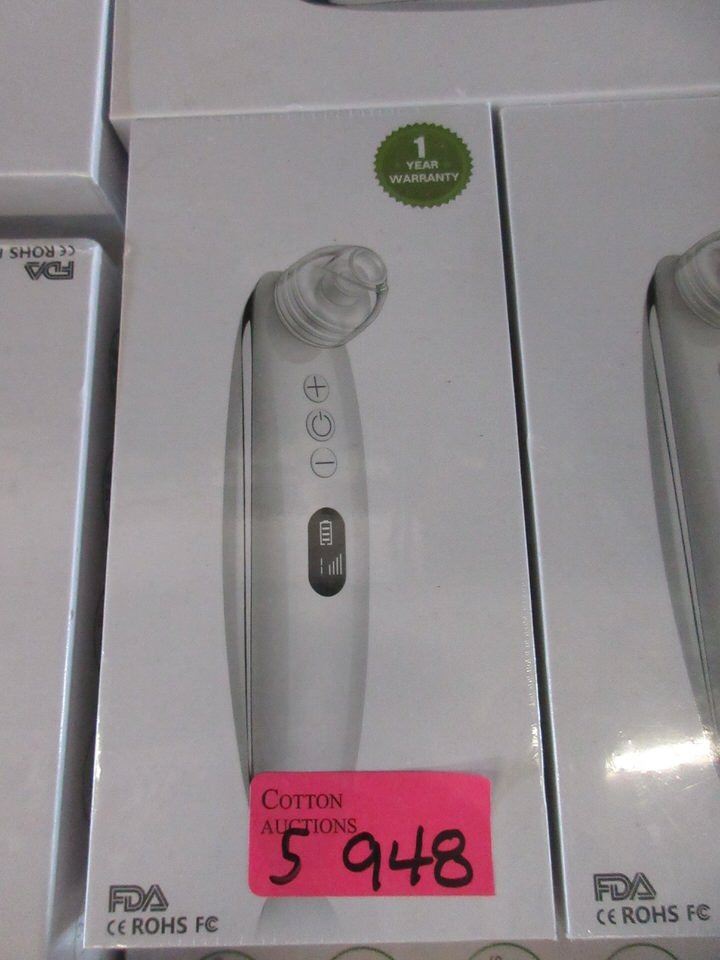 1
YEAR
WARRANTY
COTTON
AUCTIONS
5 948
FDA
CE ROHS FC
FDA
CE ROHS FC
FDA
CE ROHS